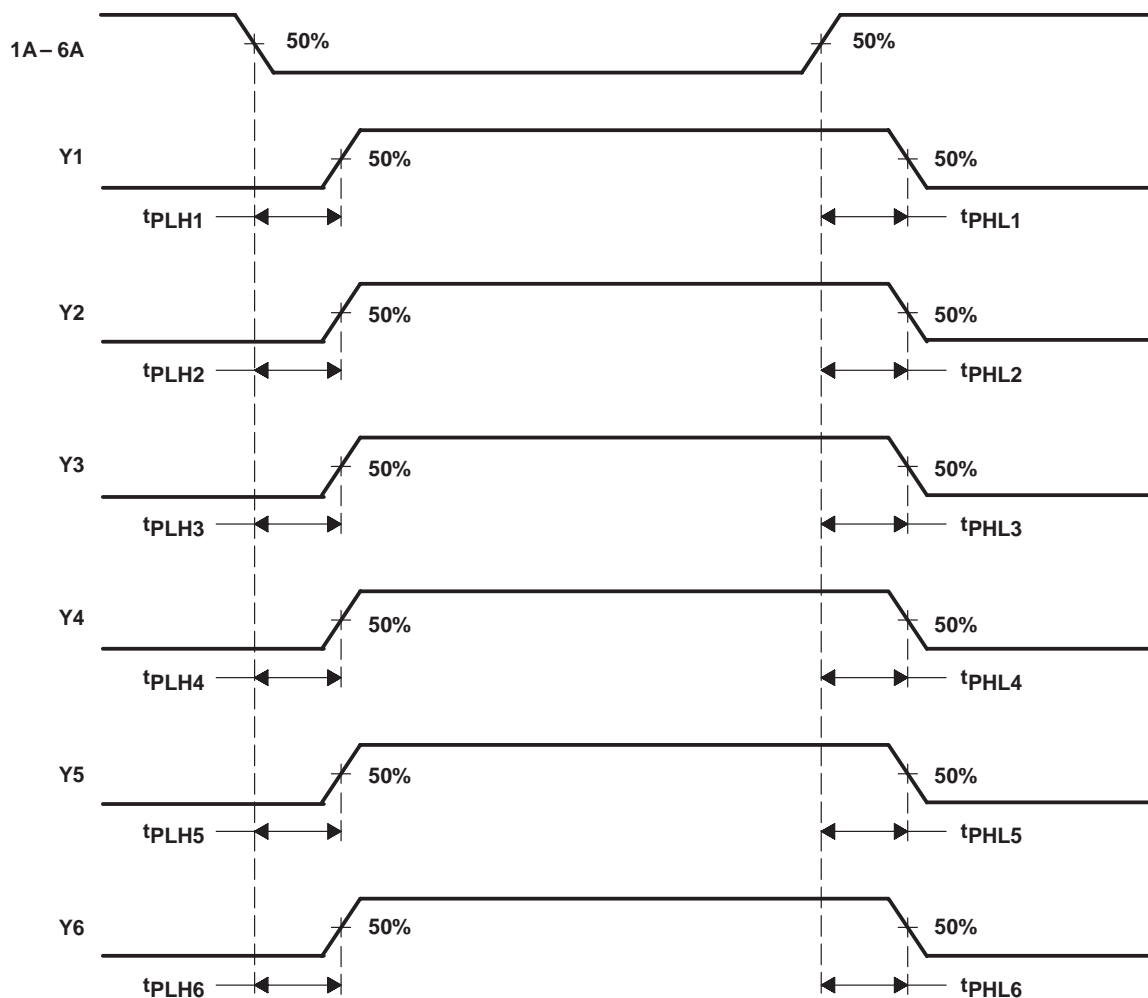 1A – 6A 50% 50%
Y1 50% 50%
tPLH1 tPHL1
Y2 50% 50%
tPLH2 tPHL2
Y3 50% 50%
tPLH3 tPHL3
Y4 50% 50%
tPLH4 tPHL4
Y5 50% 50%
tPLH5 tPHL5
Y6 50% 50%
tPLH6 tPHL6